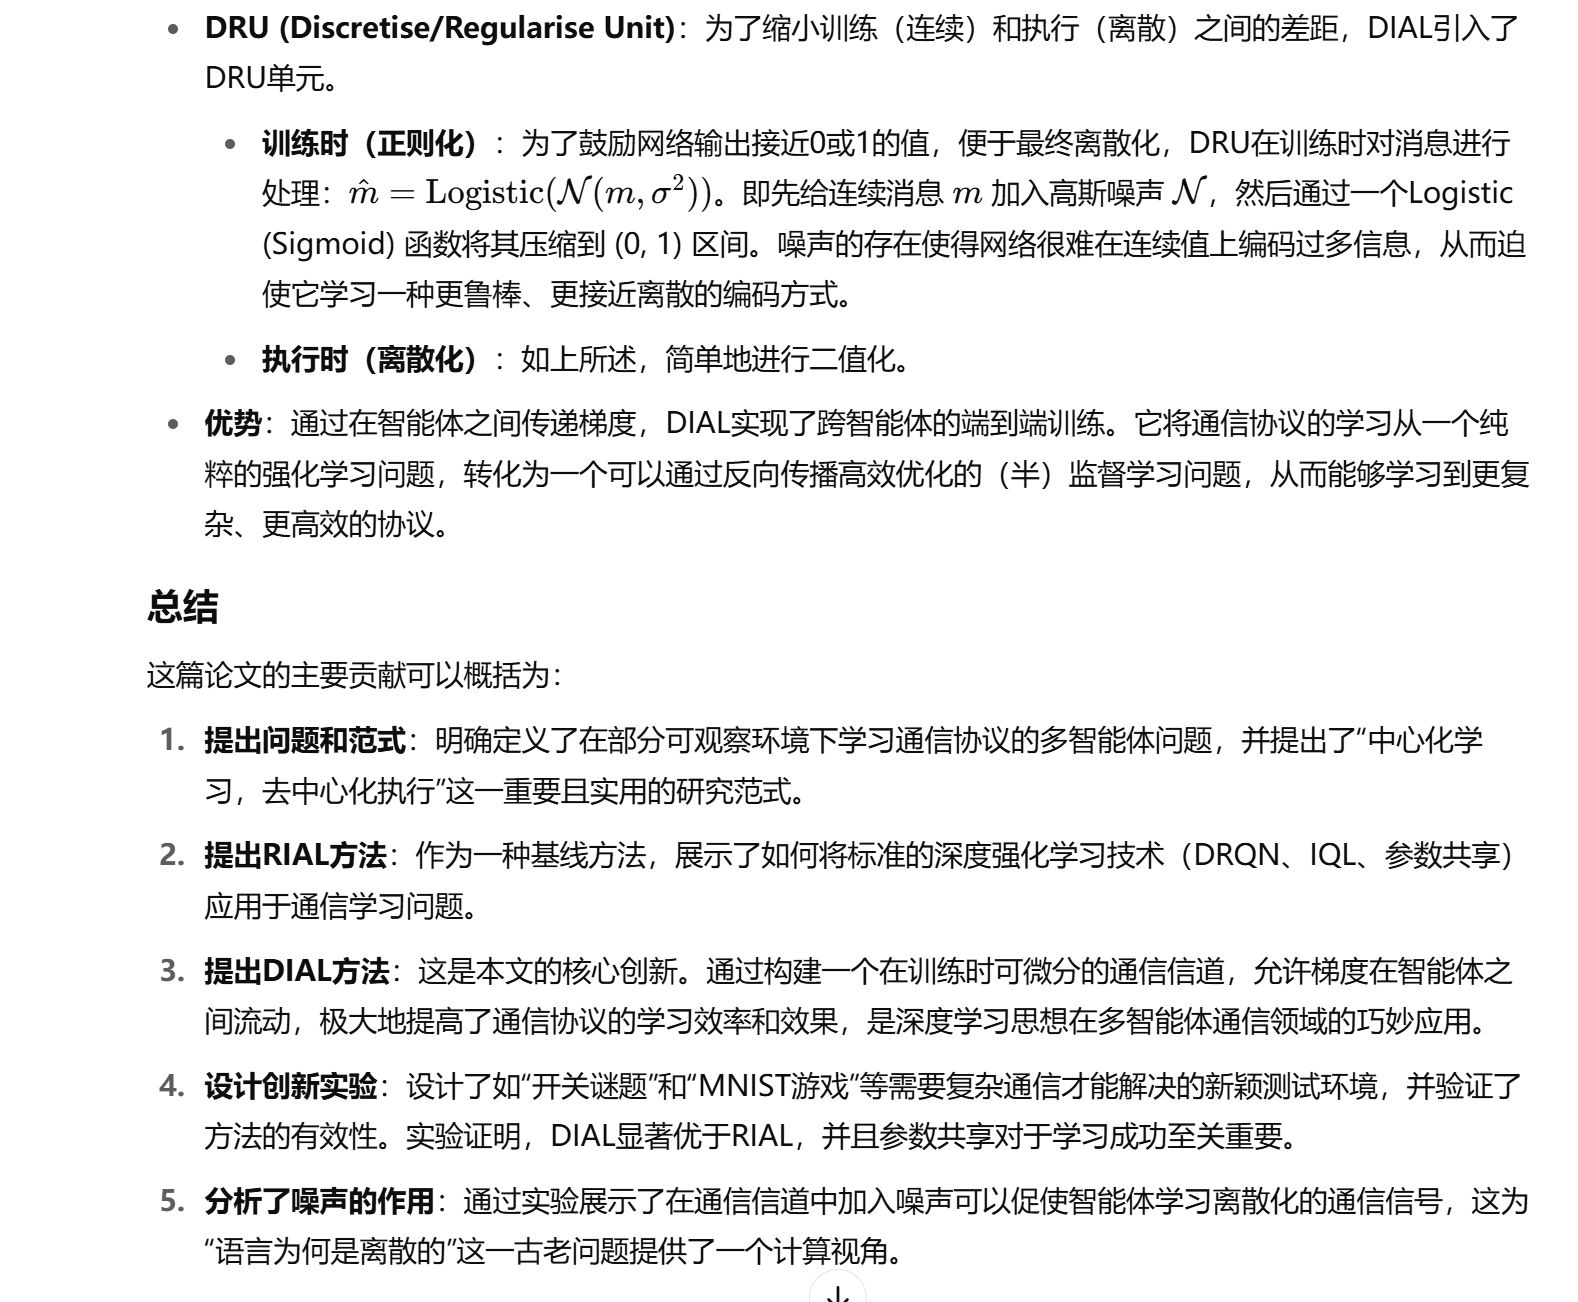 • DRU (Discretise/Regularise Unit)：为了缩小训练（连续）和执行（离散）之间的差距，DIAL引入了
DRU单元。
• 训练时（正则化）：为了鼓励网络输出接近0或1的值，便于最终离散化，DRU在训练时对消息进行
处理：m̂ = Logistic(𝒩(m, σ²))。即先给连续消息 m 加入高斯噪声 𝒩，然后通过一个Logistic
(Sigmoid) 函数将其压缩到 (0, 1) 区间。噪声的存在使得网络很难在连续值上编码过多信息，从而迫
使它学习一种更鲁棒、更接近离散的编码方式。
• 执行时（离散化）：如上所述，简单地进行二值化。
• 优势：通过在智能体之间传递梯度，DIAL实现了跨智能体的端到端训练。它将通信协议的学习从一个纯
粹的强化学习问题，转化为一个可以通过反向传播高效优化的（半）监督学习问题，从而能够学习到更复
杂、更高效的协议。
总结
这篇论文的主要贡献可以概括为：
1. 提出问题和范式：明确定义了在部分可观察环境下学习通信协议的多智能体问题，并提出了“中心化学
习，去中心化执行”这一重要且实用的研究范式。
2. 提出RIAL方法：作为一种基线方法，展示了如何将标准的深度强化学习技术（DRQN、IQL、参数共享）
应用于通信学习问题。
3. 提出DIAL方法：这是本文的核心创新。通过构建一个在训练时可微分的通信信道，允许梯度在智能体之
间流动，极大地提高了通信协议的学习效率和效果，是深度学习思想在多智能体通信领域的巧妙应用。
4. 设计创新实验：设计了如“开关谜题”和“MNIST游戏”等需要复杂通信才能解决的新颖测试环境，并验证了
方法的有效性。实验证明，DIAL显著优于RIAL，并且参数共享对于学习成功至关重要。
5. 分析了噪声的作用：通过实验展示了在通信信道中加入噪声可以促使智能体学习离散化的通信信号，这为
“语言为何是离散的”这一古老问题提供了一个计算视角。